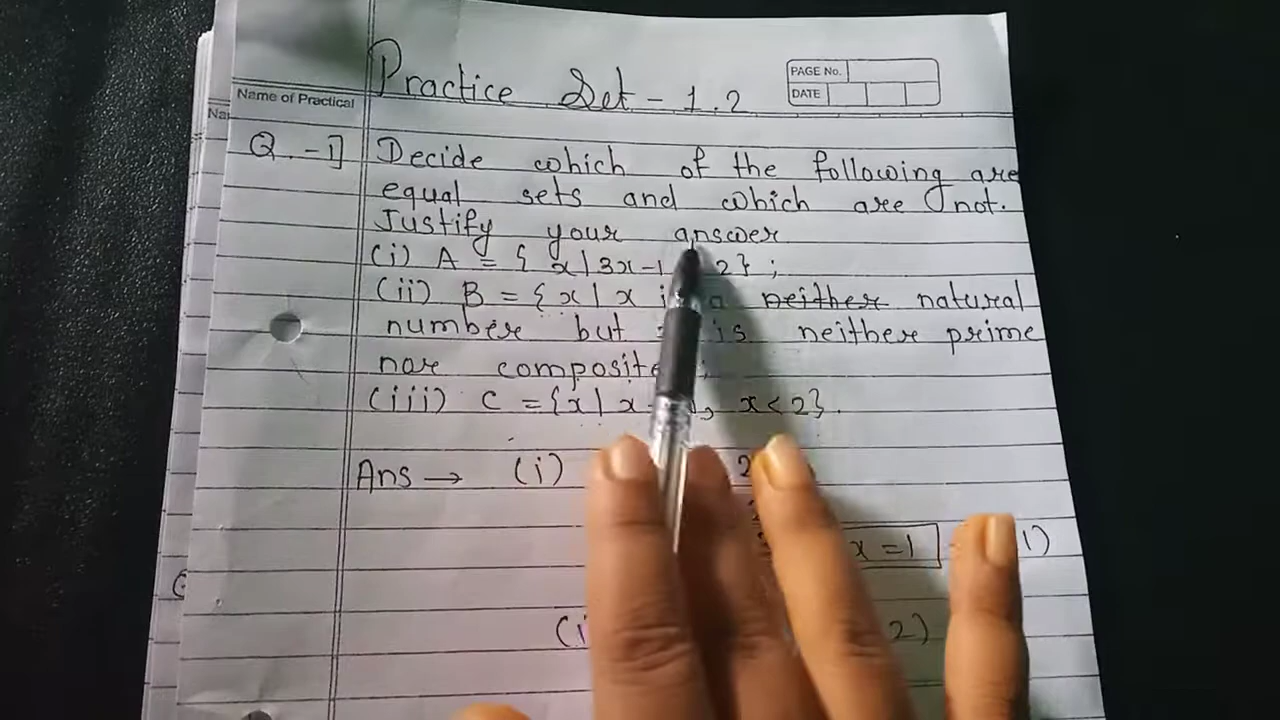 Practice Set - 1.2
PAGE No.
DATE
Name of Practical
Na
Q.-1] Decide which of the following are
equal sets and which are not.
Justify your answer
(i) A = { x | 3x-1 2} ;
(ii) B = {x | x a neither natural
number but is neither prime
nor composite ;
(iii) C = {x | x- , x < 2}.
Ans → (i) 2
x = 1 1)
(i 2)